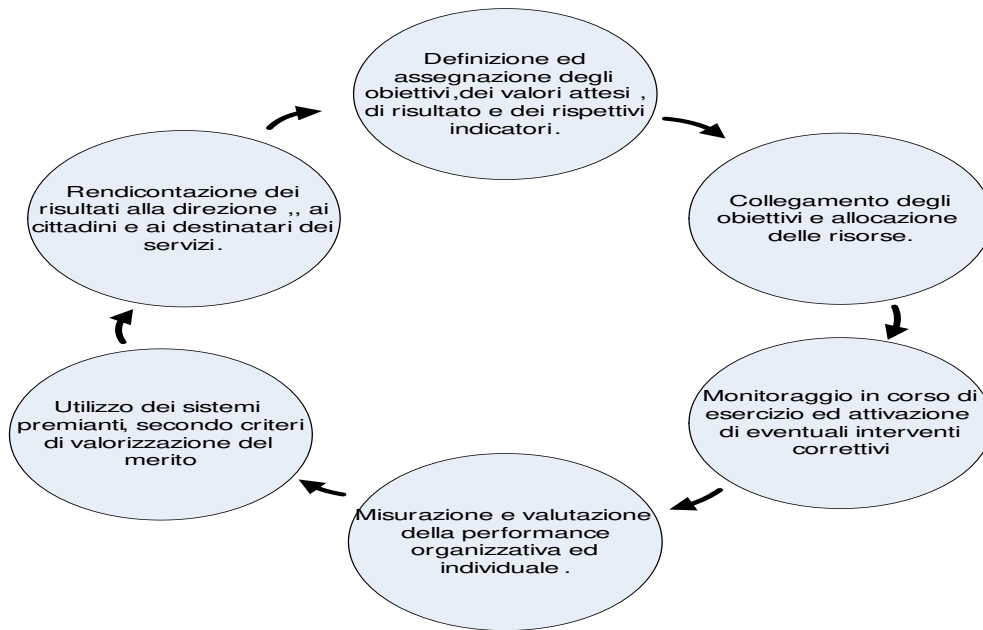 Definizione ed
assegnazione degli
obiettivi,dei valori attesi ,
di risultato e dei rispettivi
indicatori.
Collegamento degli
obiettivi e allocazione
delle risorse.
Monitoraggio in corso di
esercizio ed attivazione
di eventuali interventi
correttivi
Misurazione e valutazione
della performance
organizzativa ed
individuale .
Utilizzo dei sistemi
premianti, secondo criteri
di valorizzazione del
merito
Rendicontazione dei
risultati alla direzione ,, ai
cittadini e ai destinatari dei
servizi.